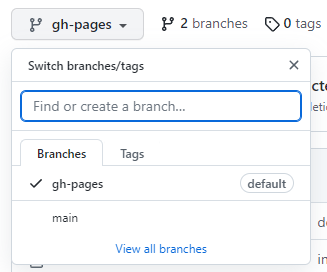 gh-pages
2 branches
0 tags
Switch branches/tags
Find or create a branch...
Branches
Tags
gh-pages
default
main
View all branches